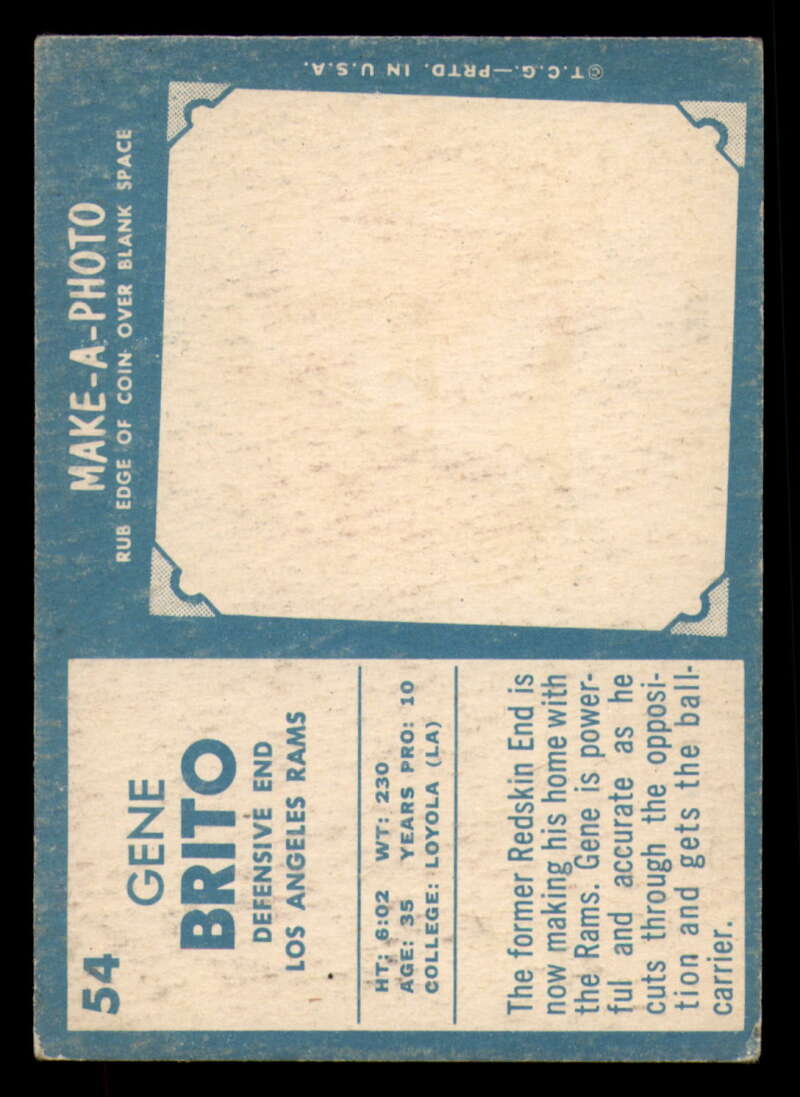 54
GENE
BRITO
DEFENSIVE END
LOS ANGELES RAMS
HT: 6:02 WT: 230
AGE: 35 YEARS PRO: 10
COLLEGE: LOYOLA (LA)
The former Redskin End is
now making his home with
the Rams. Gene is power-
ful and accurate as he
cuts through the opposi-
tion and gets the ball-
carrier.
MAKE-A-PHOTO
RUB EDGE OF COIN OVER BLANK SPACE
©T.C.G.—PRTD. IN U.S.A.